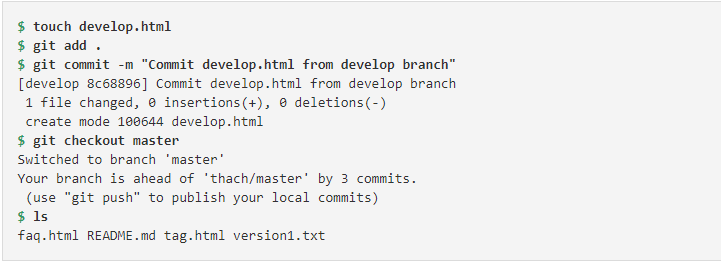 $ touch develop.html
$ git add .
$ git commit -m "Commit develop.html from develop branch"
[develop 8c68896] Commit develop.html from develop branch
 1 file changed, 0 insertions(+), 0 deletions(-)
 create mode 100644 develop.html
$ git checkout master
Switched to branch 'master'
Your branch is ahead of 'thach/master' by 3 commits.
 (use "git push" to publish your local commits)
$ ls
faq.html README.md tag.html version1.txt